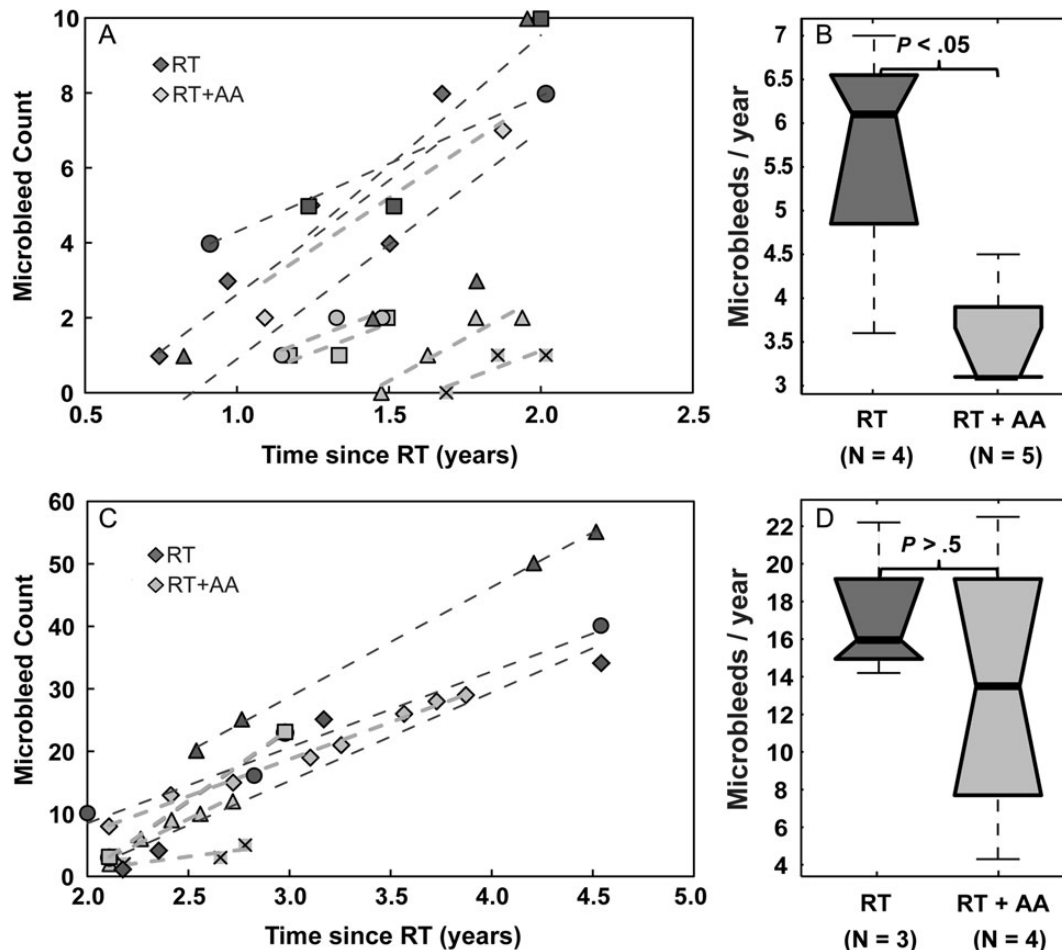 A
RT
RT+AA
Microbleed Count
10
8
6
4
2
0
0.5 1.0 1.5 2.0 2.5
Time since RT (years)
B
P < .05
Microbleeds / year
7
6.5
6
5.5
5
4.5
4
3.5
3
RT RT + AA
(N = 4) (N = 5)
C
RT
RT+AA
Microbleed Count
60
50
40
30
20
10
0
2.0 2.5 3.0 3.5 4.0 4.5 5.0
Time since RT (years)
D
P > .5
Microbleeds / year
22
20
18
16
14
12
10
8
6
4
RT RT + AA
(N = 3) (N = 4)